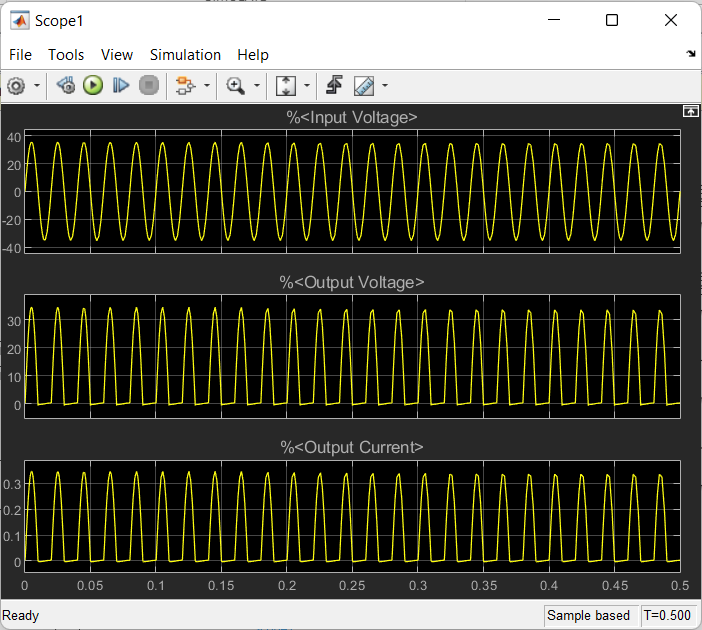 Scope1
File Tools View Simulation Help
%<Input Voltage>
40
20
0
-20
-40
%<Output Voltage>
30
20
10
0
%<Output Current>
0.3
0.2
0.1
0
0 0.05 0.1 0.15 0.2 0.25 0.3 0.35 0.4 0.45 0.5
Ready Sample based T=0.500